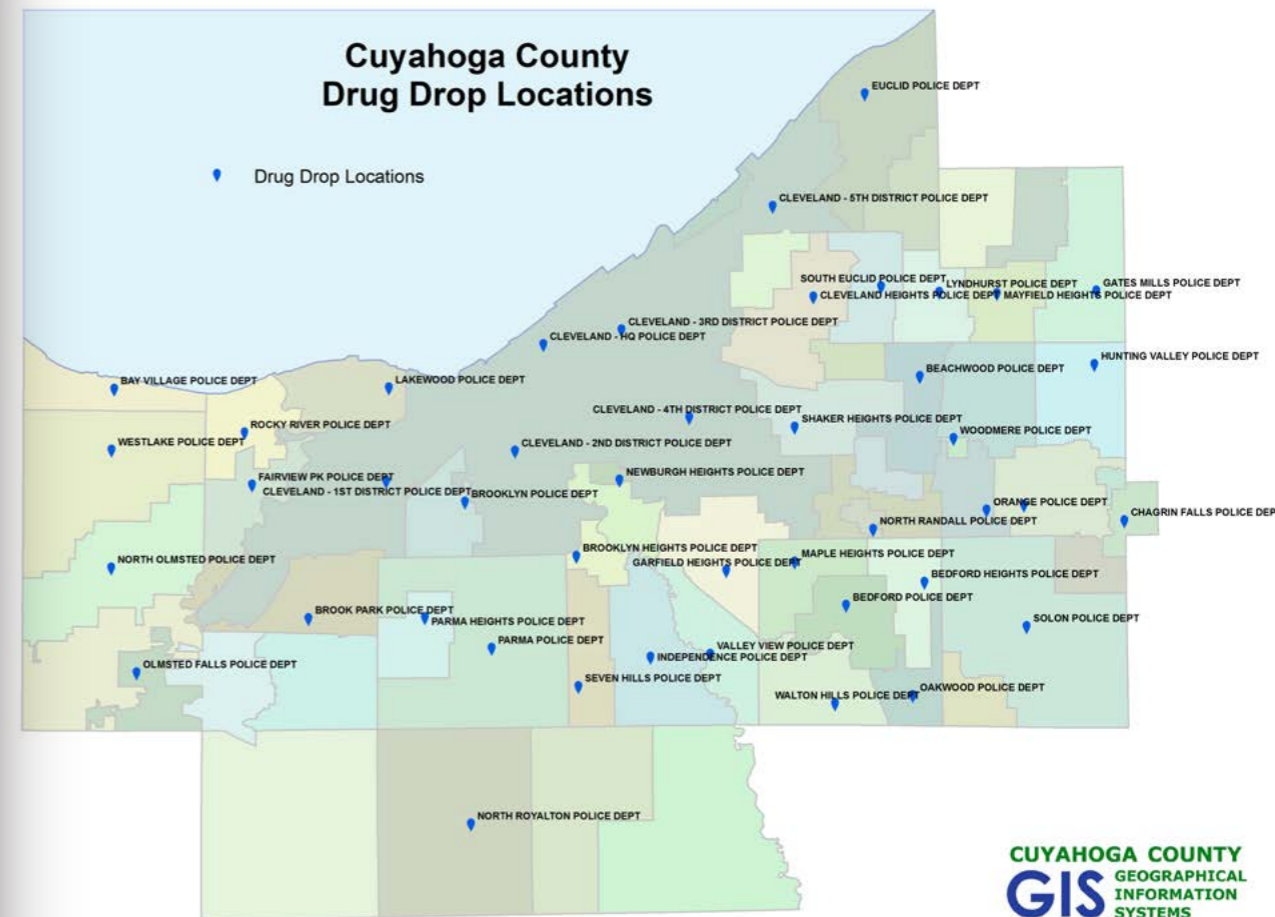 Cuyahoga County
Drug Drop Locations
Drug Drop Locations
EUCLID POLICE DEPT
CLEVELAND - 5TH DISTRICT POLICE DEPT
SOUTH EUCLID POLICE DEPT
LYNDHURST POLICE DEPT
GATES MILLS POLICE DEPT
CLEVELAND HEIGHTS POLICE DEPT
MAYFIELD HEIGHTS POLICE DEPT
CLEVELAND - 3RD DISTRICT POLICE DEPT
CLEVELAND - HQ POLICE DEPT
HUNTING VALLEY POLICE DEPT
BEACHWOOD POLICE DEPT
BAY VILLAGE POLICE DEPT
LAKEWOOD POLICE DEPT
CLEVELAND - 4TH DISTRICT POLICE DEPT
SHAKER HEIGHTS POLICE DEPT
ROCKY RIVER POLICE DEPT
WOODMERE POLICE DEPT
WESTLAKE POLICE DEPT
CLEVELAND - 2ND DISTRICT POLICE DEPT
NEWBURGH HEIGHTS POLICE DEPT
FAIRVIEW PK POLICE DEPT
CLEVELAND - 1ST DISTRICT POLICE DEPT
BROOKLYN POLICE DEPT
ORANGE POLICE DEPT
CHAGRIN FALLS POLICE DEP
NORTH RANDALL POLICE DEPT
BROOKLYN HEIGHTS POLICE DEPT
MAPLE HEIGHTS POLICE DEPT
NORTH OLMSTED POLICE DEPT
GARFIELD HEIGHTS POLICE DEPT
BEDFORD HEIGHTS POLICE DEPT
BEDFORD POLICE DEPT
BROOK PARK POLICE DEPT
PARMA HEIGHTS POLICE DEPT
SOLON POLICE DEPT
PARMA POLICE DEPT
VALLEY VIEW POLICE DEPT
INDEPENDENCE POLICE DEPT
OLMSTED FALLS POLICE DEPT
SEVEN HILLS POLICE DEPT
OAKWOOD POLICE DEPT
WALTON HILLS POLICE DEPT
NORTH ROYALTON POLICE DEPT
CUYAHOGA COUNTY
GIS
GEOGRAPHICAL
INFORMATION
SYSTEMS